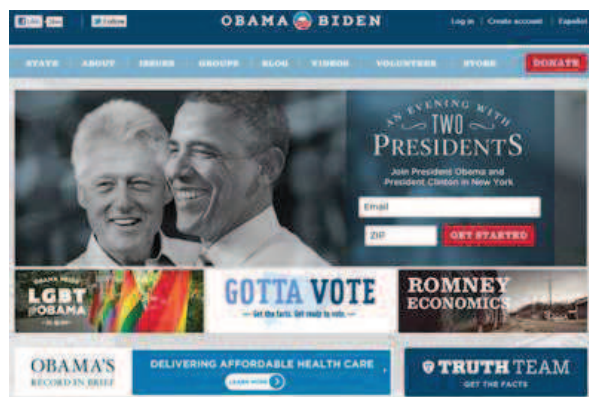 Like
Follow
OBAMA BIDEN
Log in | Create account | Español
STATE ABOUT ISSUES GROUPS BLOG VIDEOS VOLUNTEER STORE DONATE
AN EVENING WITH
TWO
PRESIDENTS
Join President Obama and
President Clinton in New York
Email
ZIP GET STARTED
OBAMA PRIDE
LGBT
for OBAMA
GOTTA VOTE
— Get the facts. Get ready to vote. —
ROMNEY
ECONOMICS
OBAMA'S
RECORD IN BRIEF
DELIVERING AFFORDABLE HEALTH CARE
LEARN MORE
TRUTH TEAM
GET THE FACTS